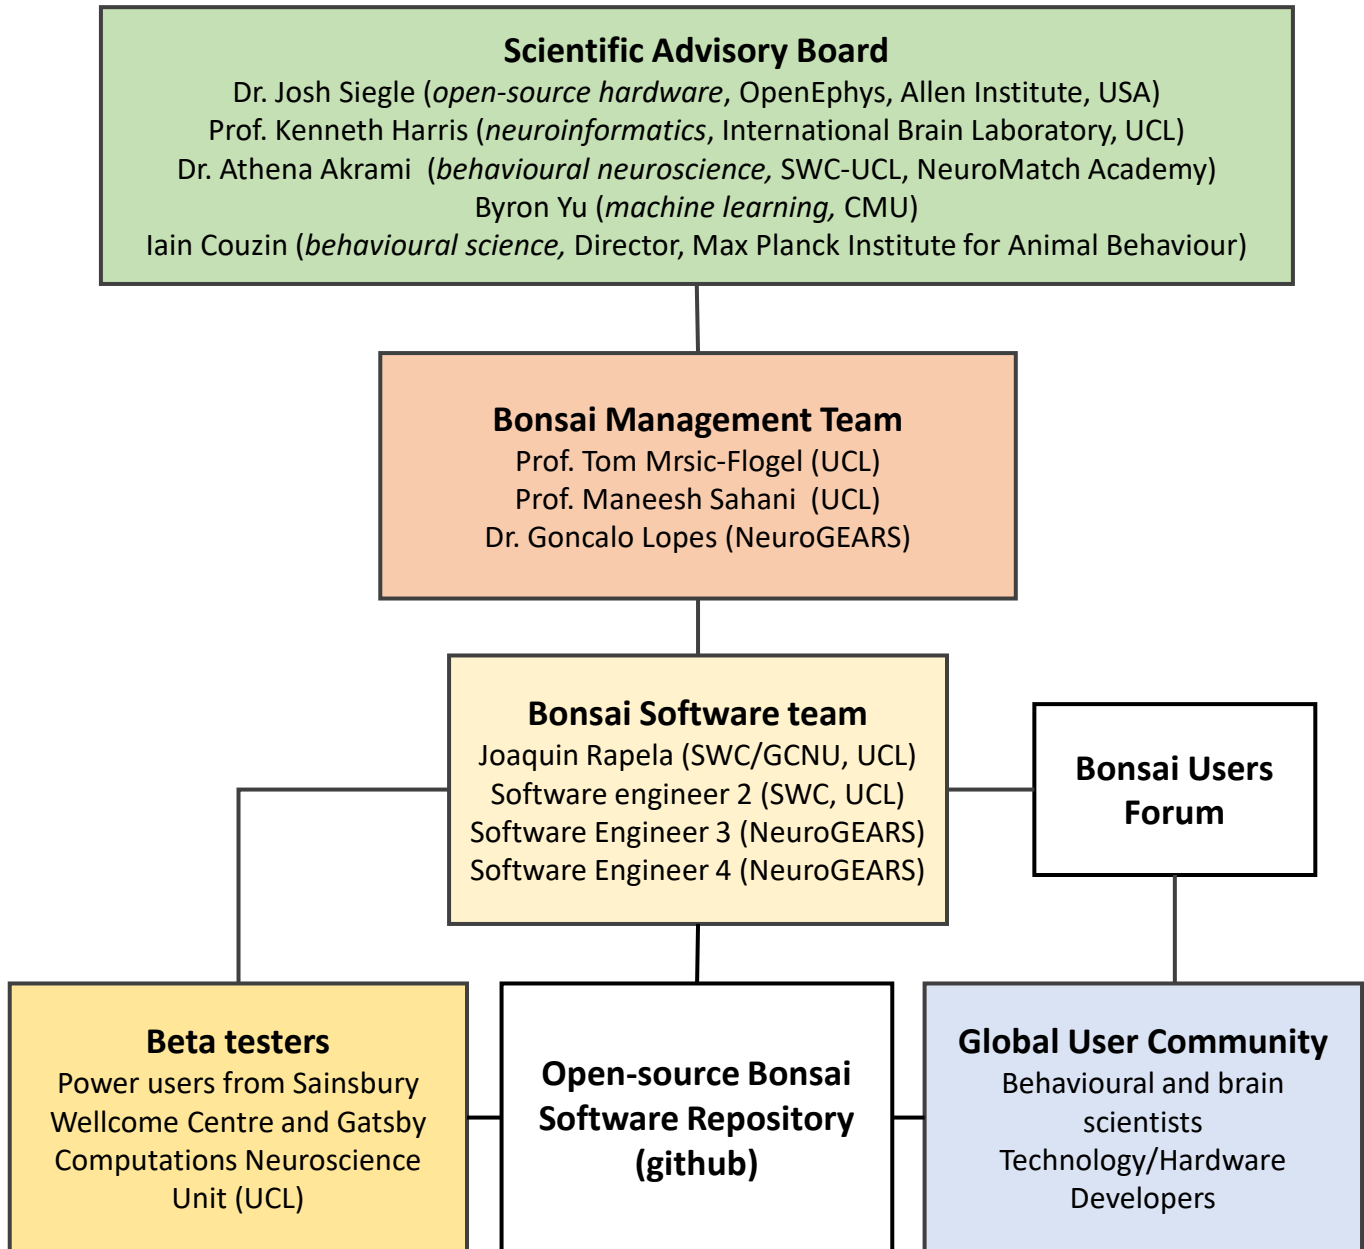 Scientific Advisory Board
Dr. Josh Siegle (open-source hardware, OpenEphys, Allen Institute, USA)
Prof. Kenneth Harris (neuroinformatics, International Brain Laboratory, UCL)
Dr. Athena Akrami  (behavioural neuroscience, SWC-UCL, NeuroMatch Academy)
Byron Yu (machine learning, CMU)
Iain Couzin (behavioural science, Director, Max Planck Institute for Animal Behaviour)
Bonsai Management Team
Prof. Tom Mrsic-Flogel (UCL)
Prof. Maneesh Sahani  (UCL)
Dr. Goncalo Lopes (NeuroGEARS)
Bonsai Software team
Joaquin Rapela (SWC/GCNU, UCL)
Software engineer 2 (SWC, UCL)
Software Engineer 3 (NeuroGEARS)
Software Engineer 4 (NeuroGEARS)
Bonsai Users
Forum
Beta testers
Power users from Sainsbury
Wellcome Centre and Gatsby
Computations Neuroscience
Unit (UCL)
Open-source Bonsai
Software Repository
(github)
Global User Community
Behavioural and brain
scientists
Technology/Hardware
Developers